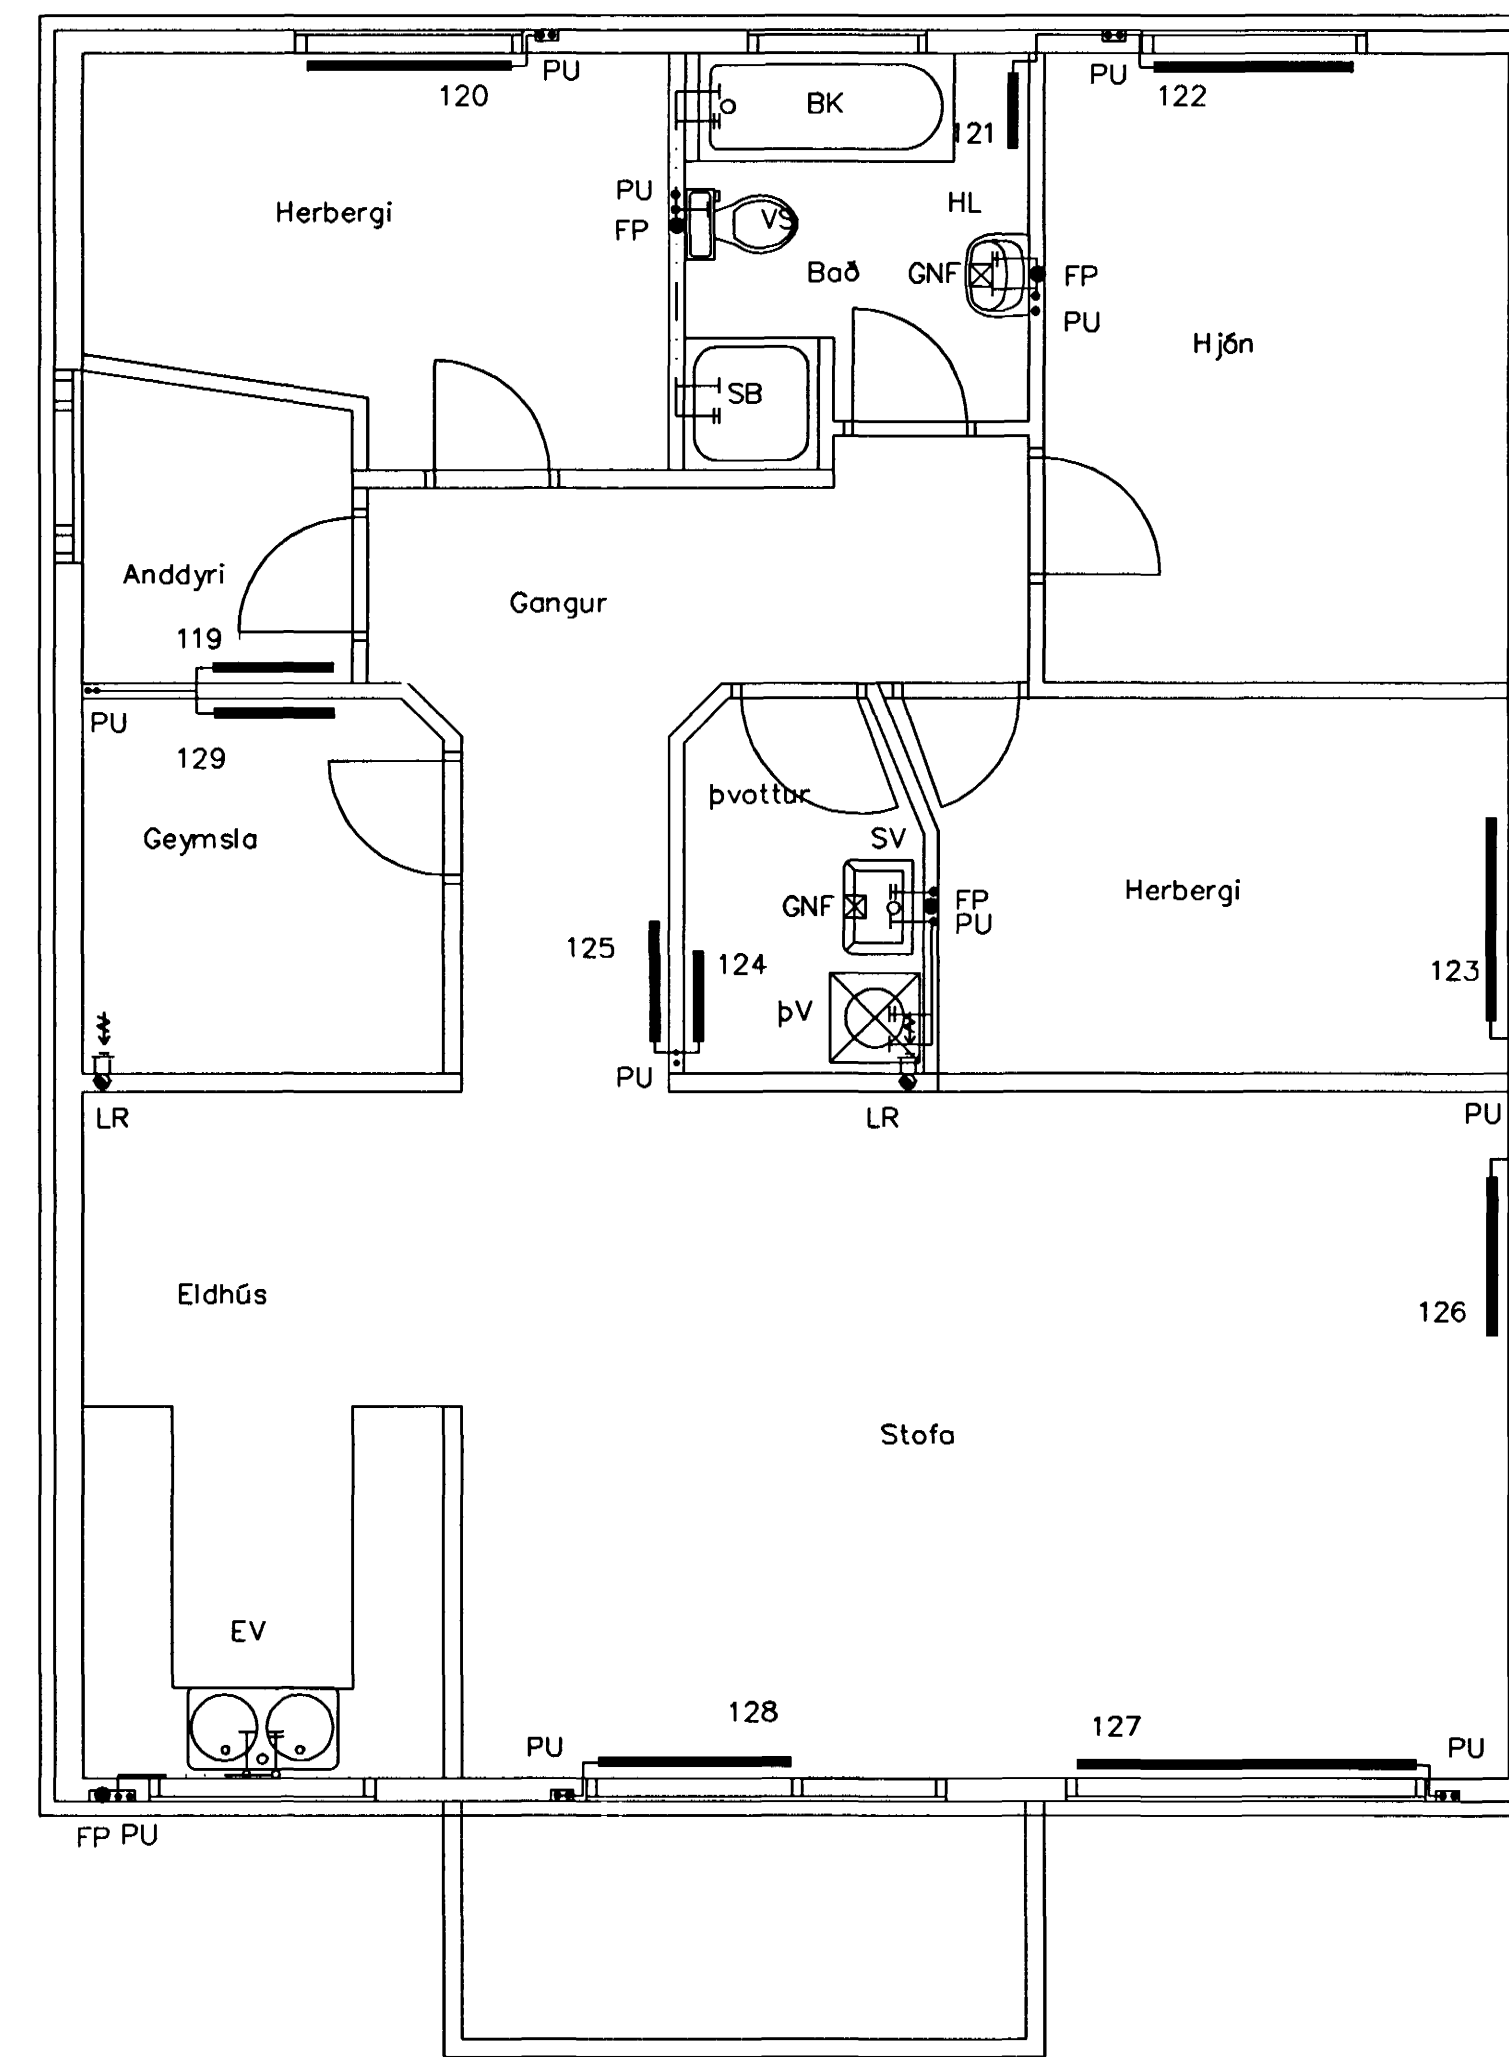 PU
120
BK
121
PU
122
Herbergi
PU
FP
VS
HL
Bað
GNF
FP
PU
Hjón
SB
Anddyri
Gangur
119
PU
129
þvottur
Geymsla
SV
GNF
FP
PU
Herbergi
125
124
123
þV
PU
LR
LR
PU
Eldhús
126
Stofa
EV
128
127
PU
PU
FP PU